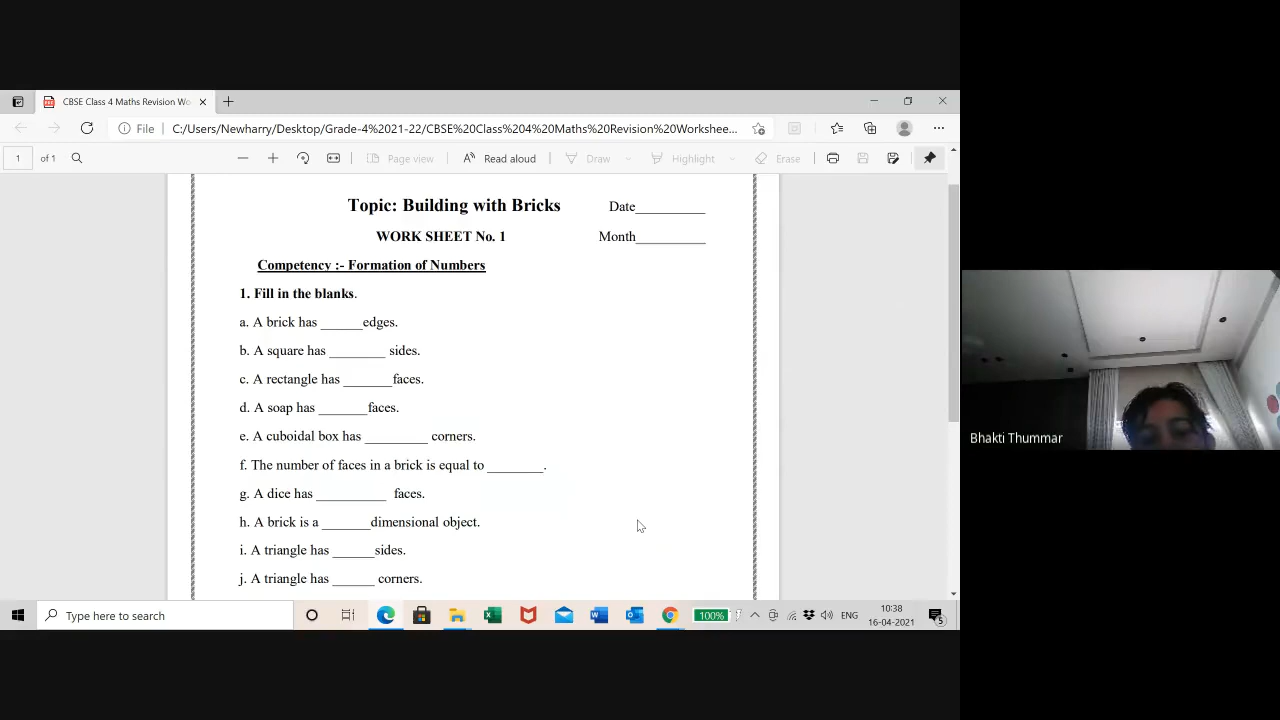 CBSE Class 4 Maths Revision Wo
File C:/Users/Newharry/Desktop/Grade-4%2021-22/CBSE%20Class%204%20Maths%20Revision%20Workshee...
1 of 1 Page view Read aloud Draw Highlight Erase
Topic: Building with Bricks Date__________
WORK SHEET No. 1 Month__________
Competency :- Formation of Numbers
1. Fill in the blanks.
a. A brick has ______edges.
b. A square has ________ sides.
c. A rectangle has _______faces.
d. A soap has _______faces.
e. A cuboidal box has _________ corners.
f. The number of faces in a brick is equal to ________.
g. A dice has __________ faces.
h. A brick is a _______dimensional object.
i. A triangle has ______sides.
j. A triangle has ______ corners.
Bhakti Thummar
Type here to search 100% ENG 10:38
16-04-2021 5